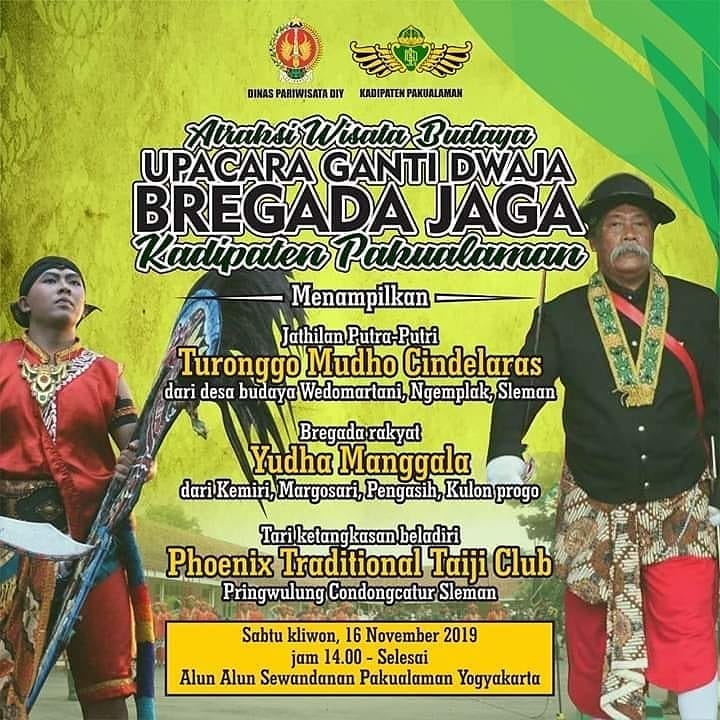 DINAS PARIWISATA DIY
KADIPATEN PAKUALAMAN
Atraksi Wisata Budaya
UPACARA GANTI DWAJA
BREGADA JAGA
Kadipaten Pakualaman
Menampilkan
Jathilan Putra-Putri
Turonggo Mudho Cindelaras
dari desa budaya Wedomartani, Ngemplak, Sleman
Bregada rakyat
Yudha Manggala
dari Kemiri, Margosari, Pengasih, Kulon progo
Tari ketangkasan beladiri
Phoenix Traditional Taiji Club
Pringwulung Condongcatur Sleman
Sabtu kliwon, 16 November 2019
jam 14.00 - Selesai
Alun Alun Sewandanan Pakualaman Yogyakarta